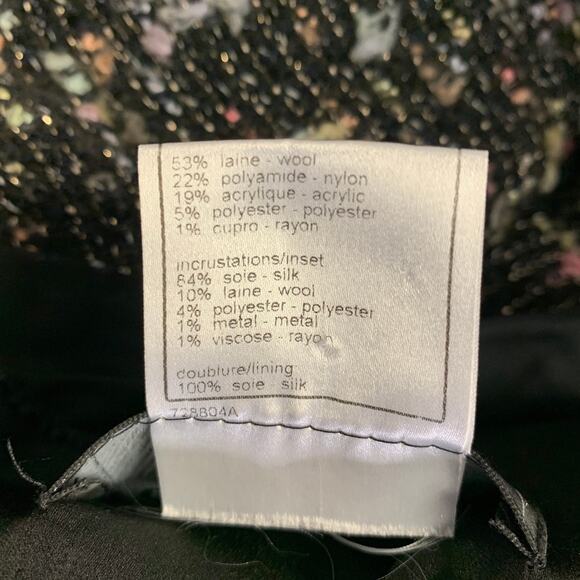 53% laine - wool
22% polyamide - nylon
19% acrylique - acrylic
5% polyester - polyester
1% cupro - rayon
incrustations/inset
84% soie - silk
10% laine - wool
4% polyester - polyester
1% metal - metal
1% viscose - rayon
doublure/lining
100% soie - silk
728B04A